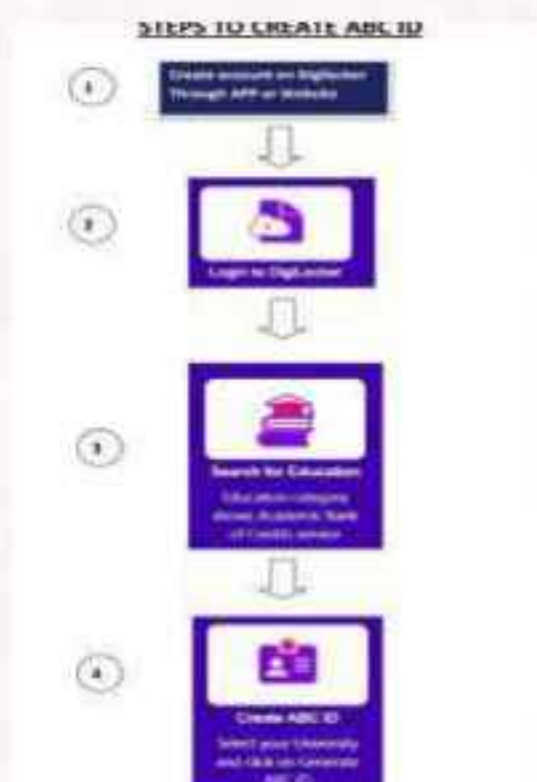 STEPS TO CREATE ABC ID
1
Create account on Digilocker
Through APP or Website
2
Login to DigiLocker
3
Search for Education
Education category
shows Academic Bank
of Credits service
4
Create ABC ID
Select your University
and click on Generate
ABC ID